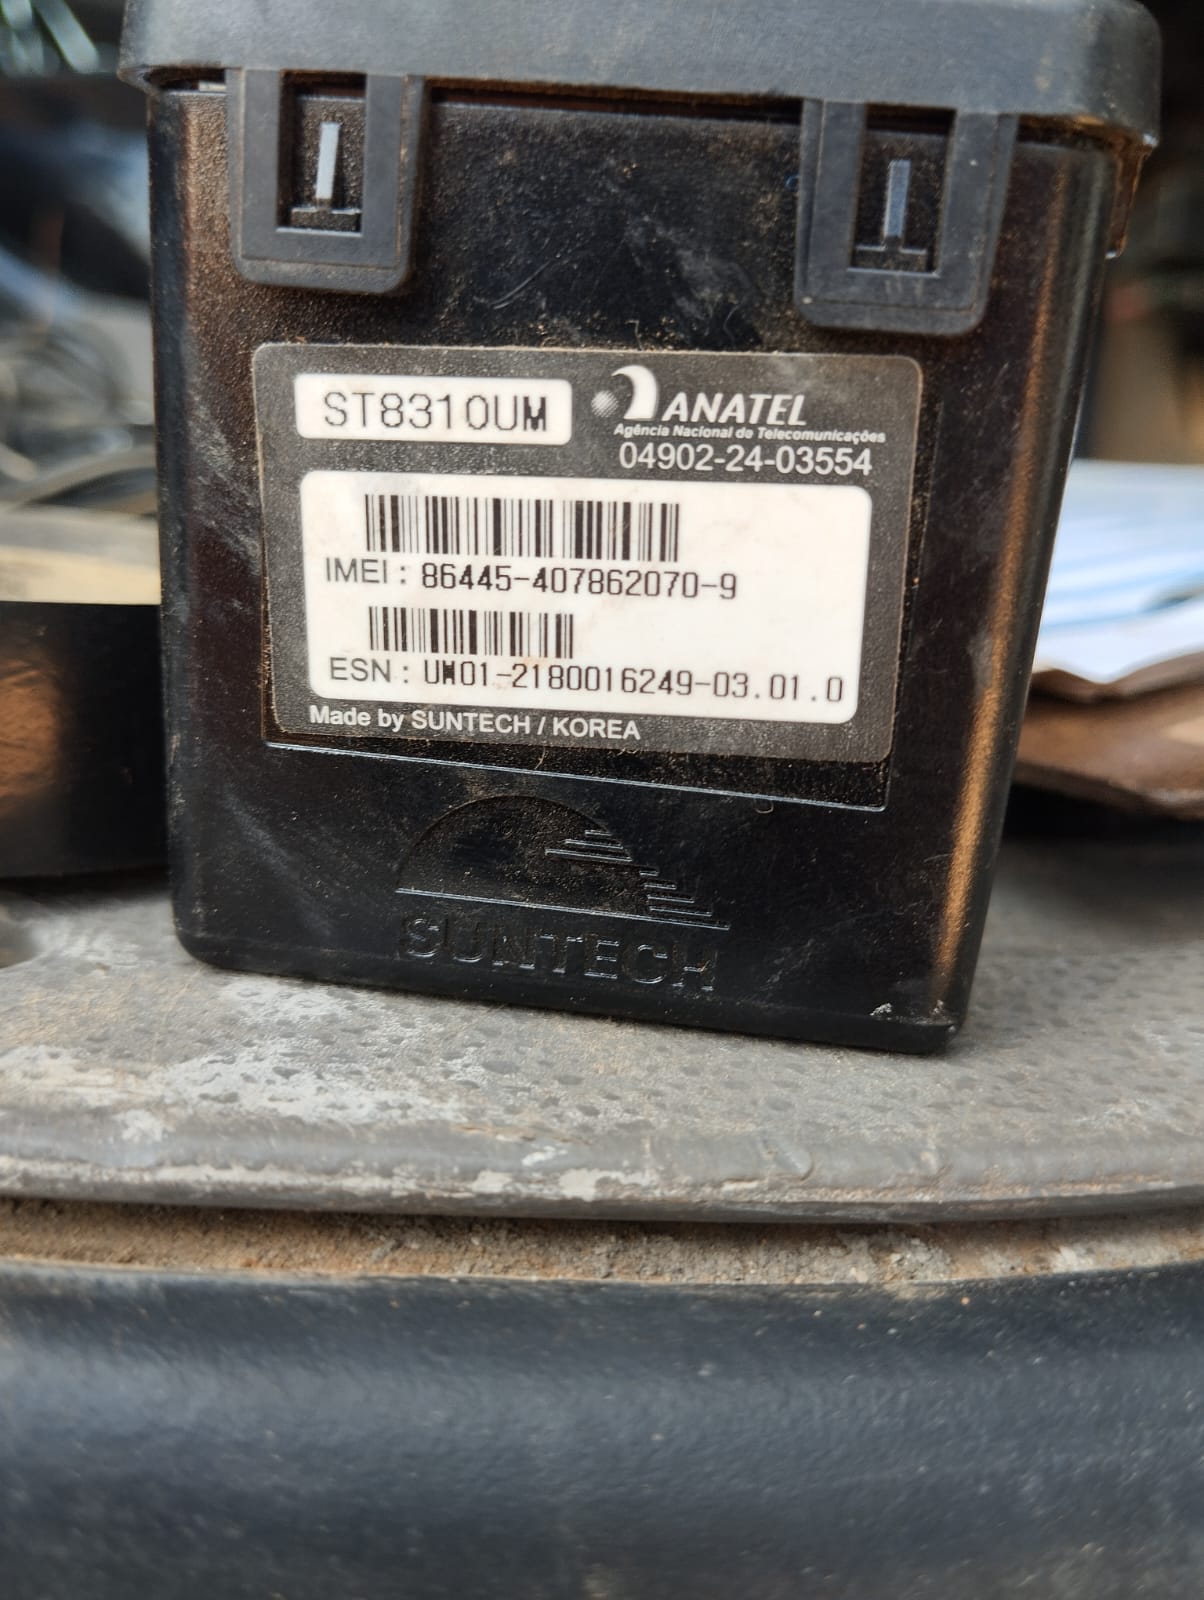 ST8310UM
ANATEL
Agência Nacional de Telecomunicações
04902-24-03554
IMEI : 86445-407862070-9
ESN : UW01-2180016249-03.01.0
Made by SUNTECH / KOREA
SUNTECH